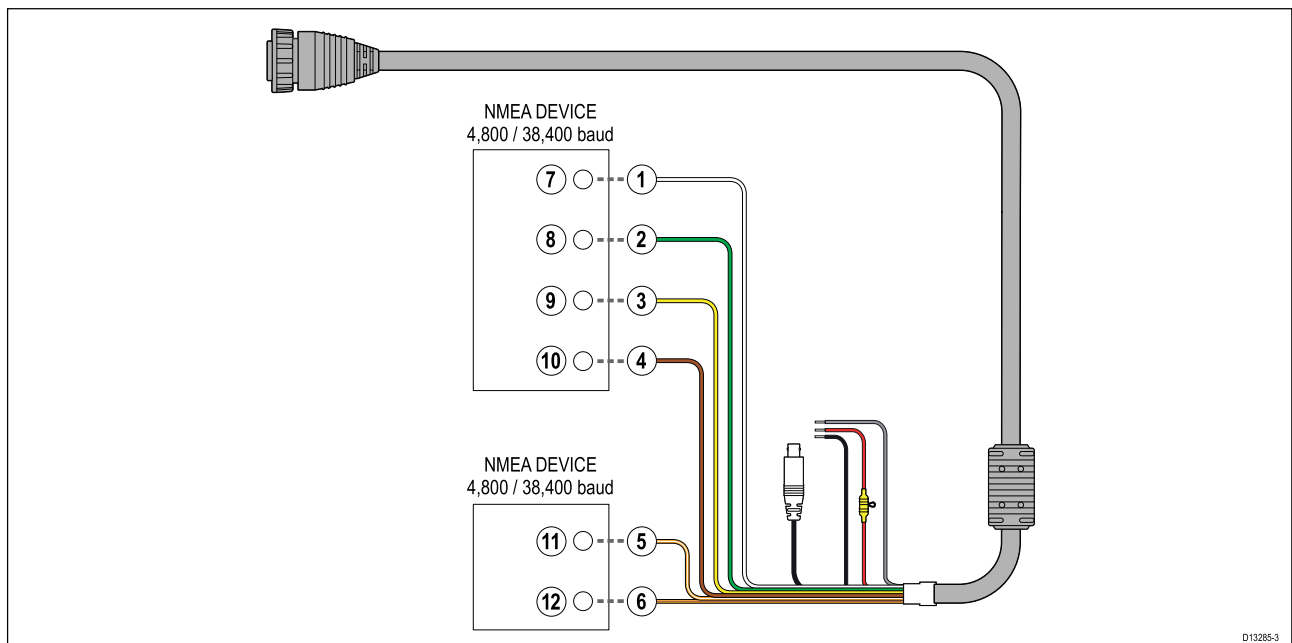 NMEA DEVICE
4,800 / 38,400 baud
7 1
8 2
9 3
10 4
NMEA DEVICE
4,800 / 38,400 baud
11 5
12 6
D13285-3